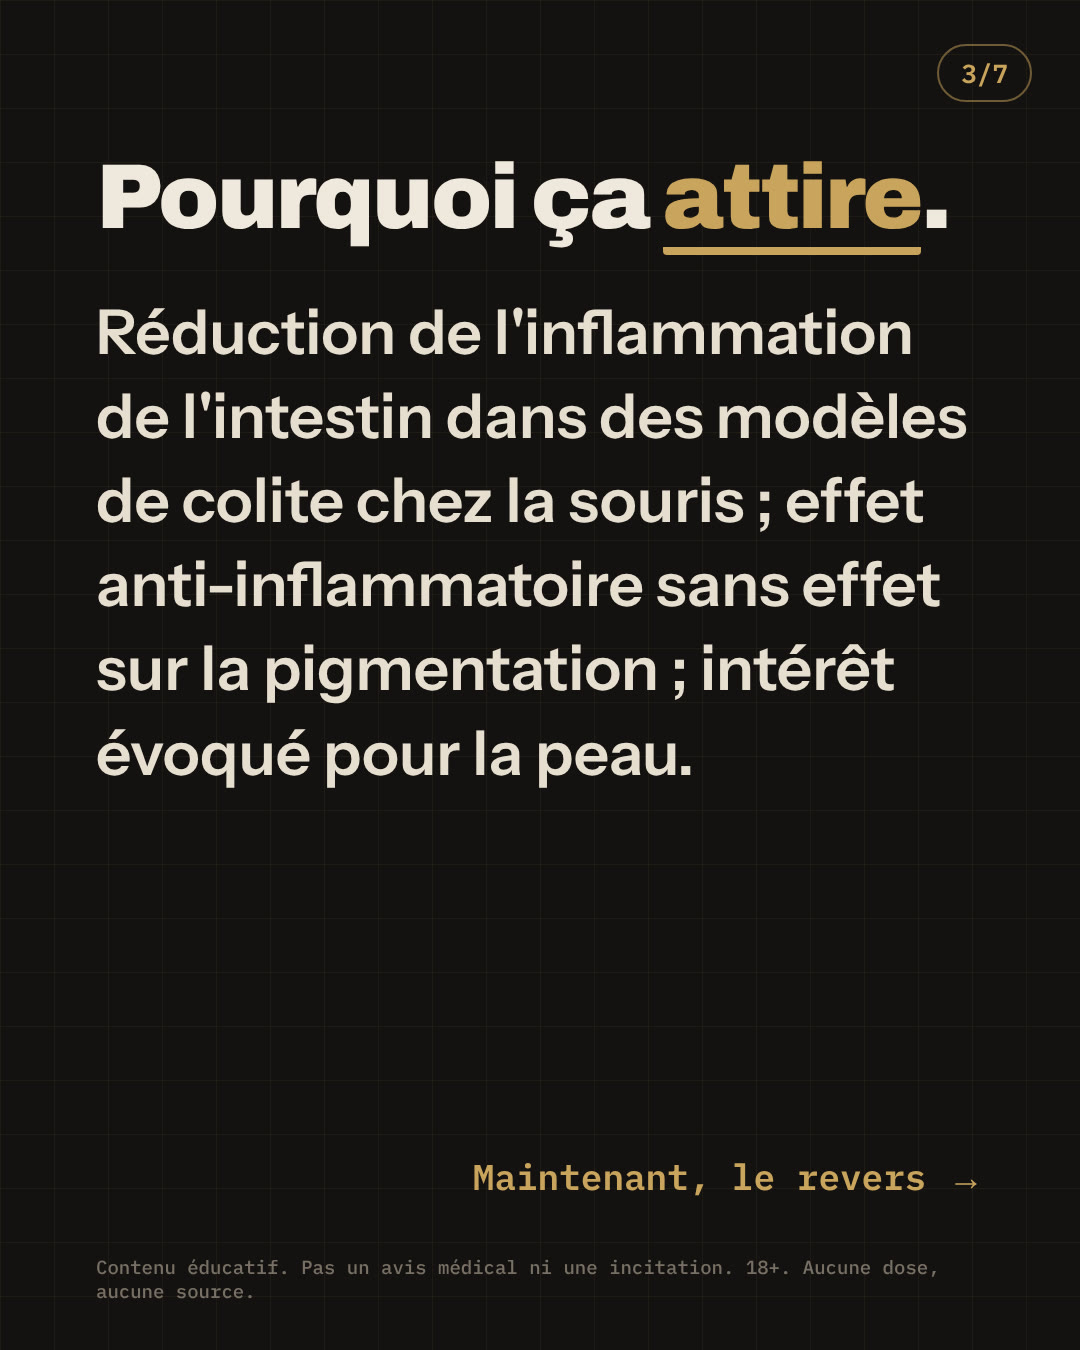 3/7
Pourquoi ça attire.
Réduction de l'inflammation
de l'intestin dans des modèles
de colite chez la souris ; effet
anti-inflammatoire sans effet
sur la pigmentation ; intérêt
évoqué pour la peau.
Maintenant, le revers →
Contenu éducatif. Pas un avis médical ni une incitation. 18+. Aucune dose,
aucune source.